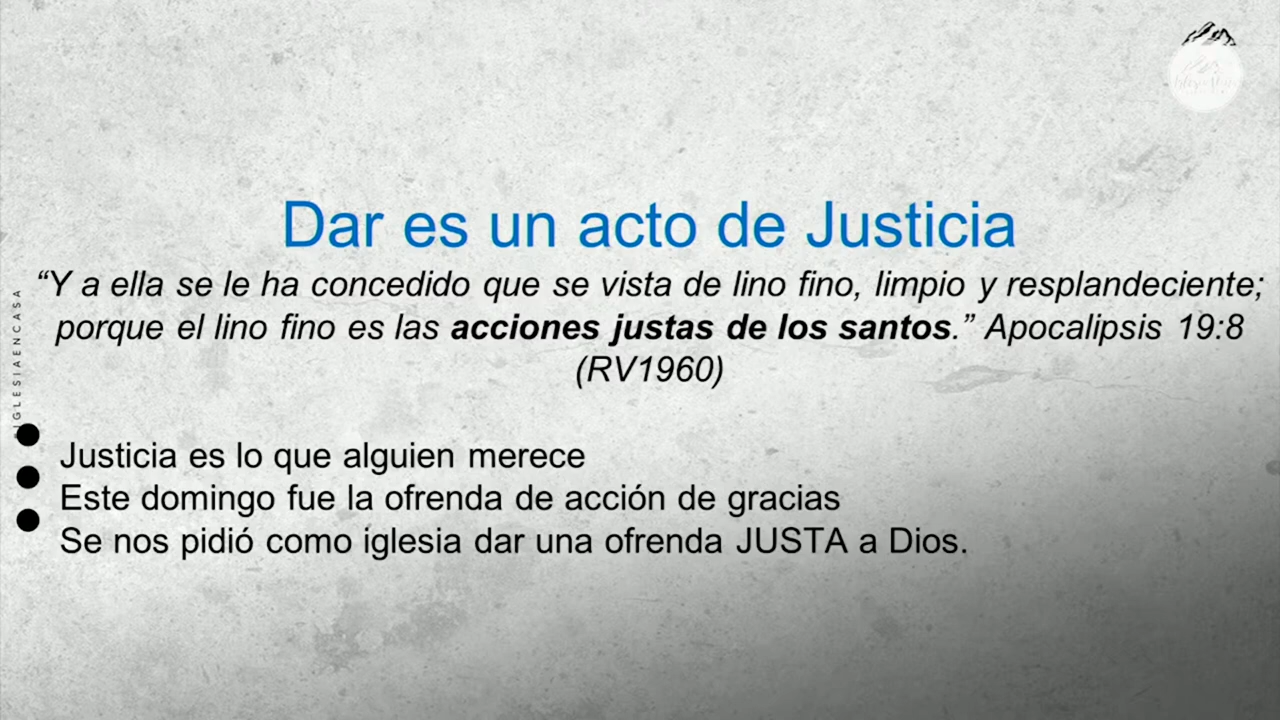 Dar es un acto de Justicia
“Y a ella se le ha concedido que se vista de lino fino, limpio y resplandeciente;
porque el lino fino es las acciones justas de los santos.” Apocalipsis 19:8
(RV1960)
Justicia es lo que alguien merece
Este domingo fue la ofrenda de acción de gracias
Se nos pidió como iglesia dar una ofrenda JUSTA a Dios.
IGLESIAENCASA